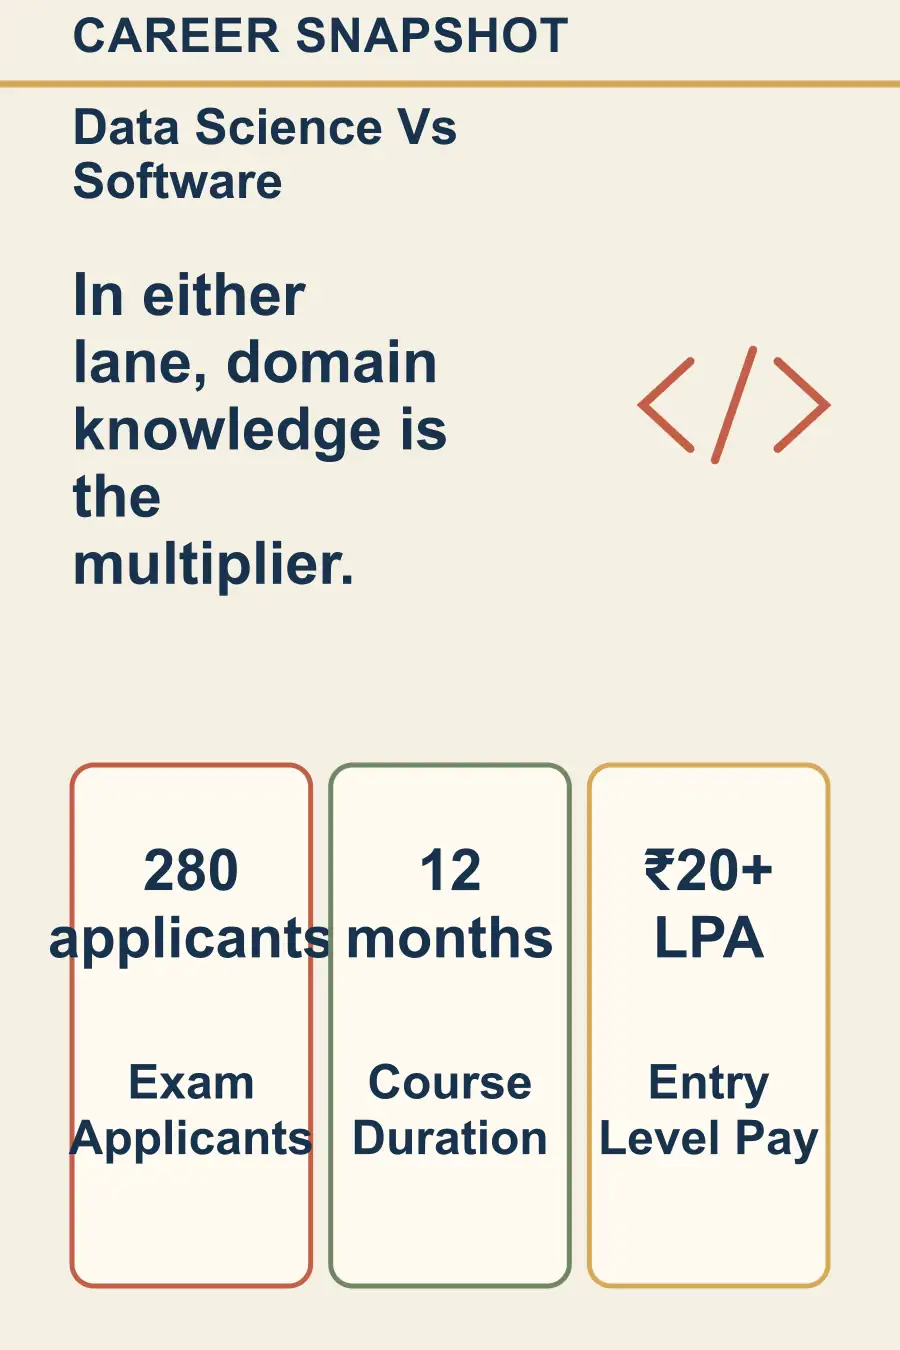 CAREER SNAPSHOT
Data Science Vs
Software
In either
lane, domain
knowledge is
the
multiplier.
</>
280
applicants
Exam
Applicants
12
months
Course
Duration
₹20+
LPA
Entry
Level Pay